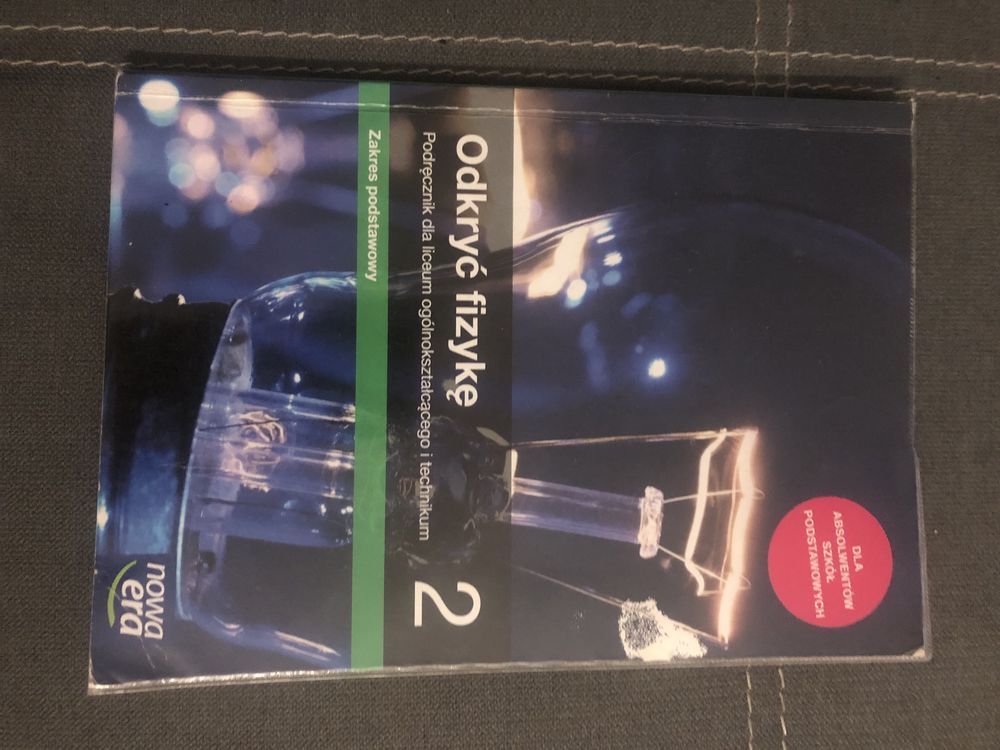 DLA
ABSOLWENTÓW
SZKÓŁ
PODSTAWOWYCH
Odkryć fizykę 2
Podręcznik dla liceum ogólnokształcącego i technikum
Zakres podstawowy
nowa
era